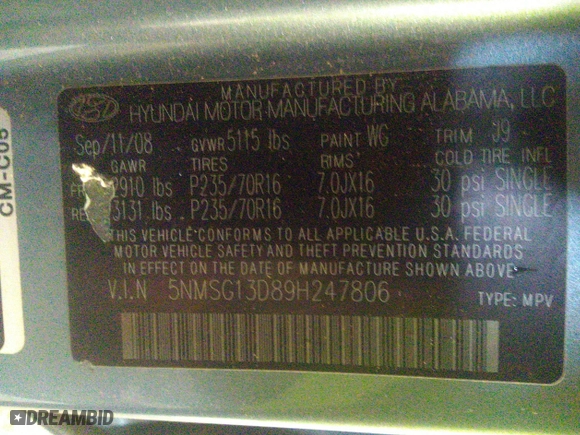 MANUFACTURED BY
HYUNDAI MOTOR MANUFACTURING ALABAMA, LLC
Sep/11/08 GVWR 5115 lbs PAINT WG TRIM J9
GAWR TIRES RIMS COLD TIRE INFL
FR 2910 lbs P235/70R16 7.0JX16 30 psi SINGLE
RE 3131 lbs P235/70R16 7.0JX16 30 psi SINGLE
THIS VEHICLE CONFORMS TO ALL APPLICABLE U.S.A. FEDERAL
MOTOR VEHICLE SAFETY AND THEFT PREVENTION STANDARDS
IN EFFECT ON THE DATE OF MANUFACTURE SHOWN ABOVE
V.I.N 5NMSG13D89H247806 TYPE: MPV
CM-C05
DREAMBID